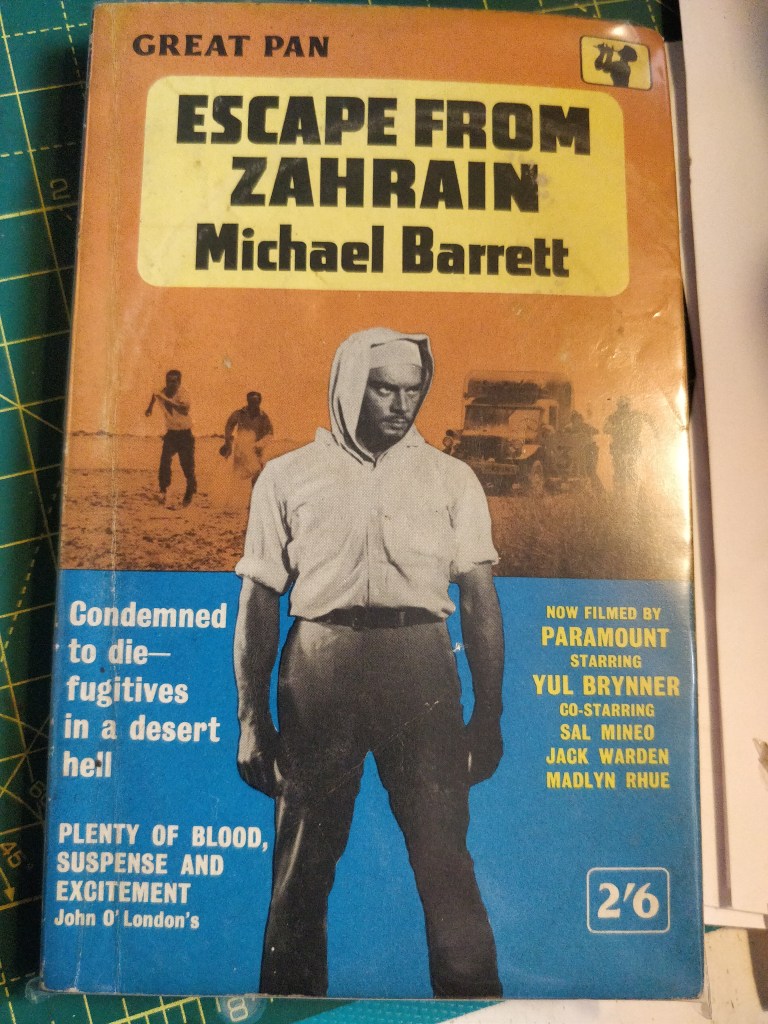 GREAT PAN
ESCAPE FROM
ZAHRAIN
Michael Barrett
Condemned
to die—
fugitives
in a desert
hell
PLENTY OF BLOOD,
SUSPENSE AND
EXCITEMENT
John O' London's
NOW FILMED BY
PARAMOUNT
STARRING
YUL BRYNNER
CO-STARRING
SAL MINEO
JACK WARDEN
MADLYN RHUE
2'6